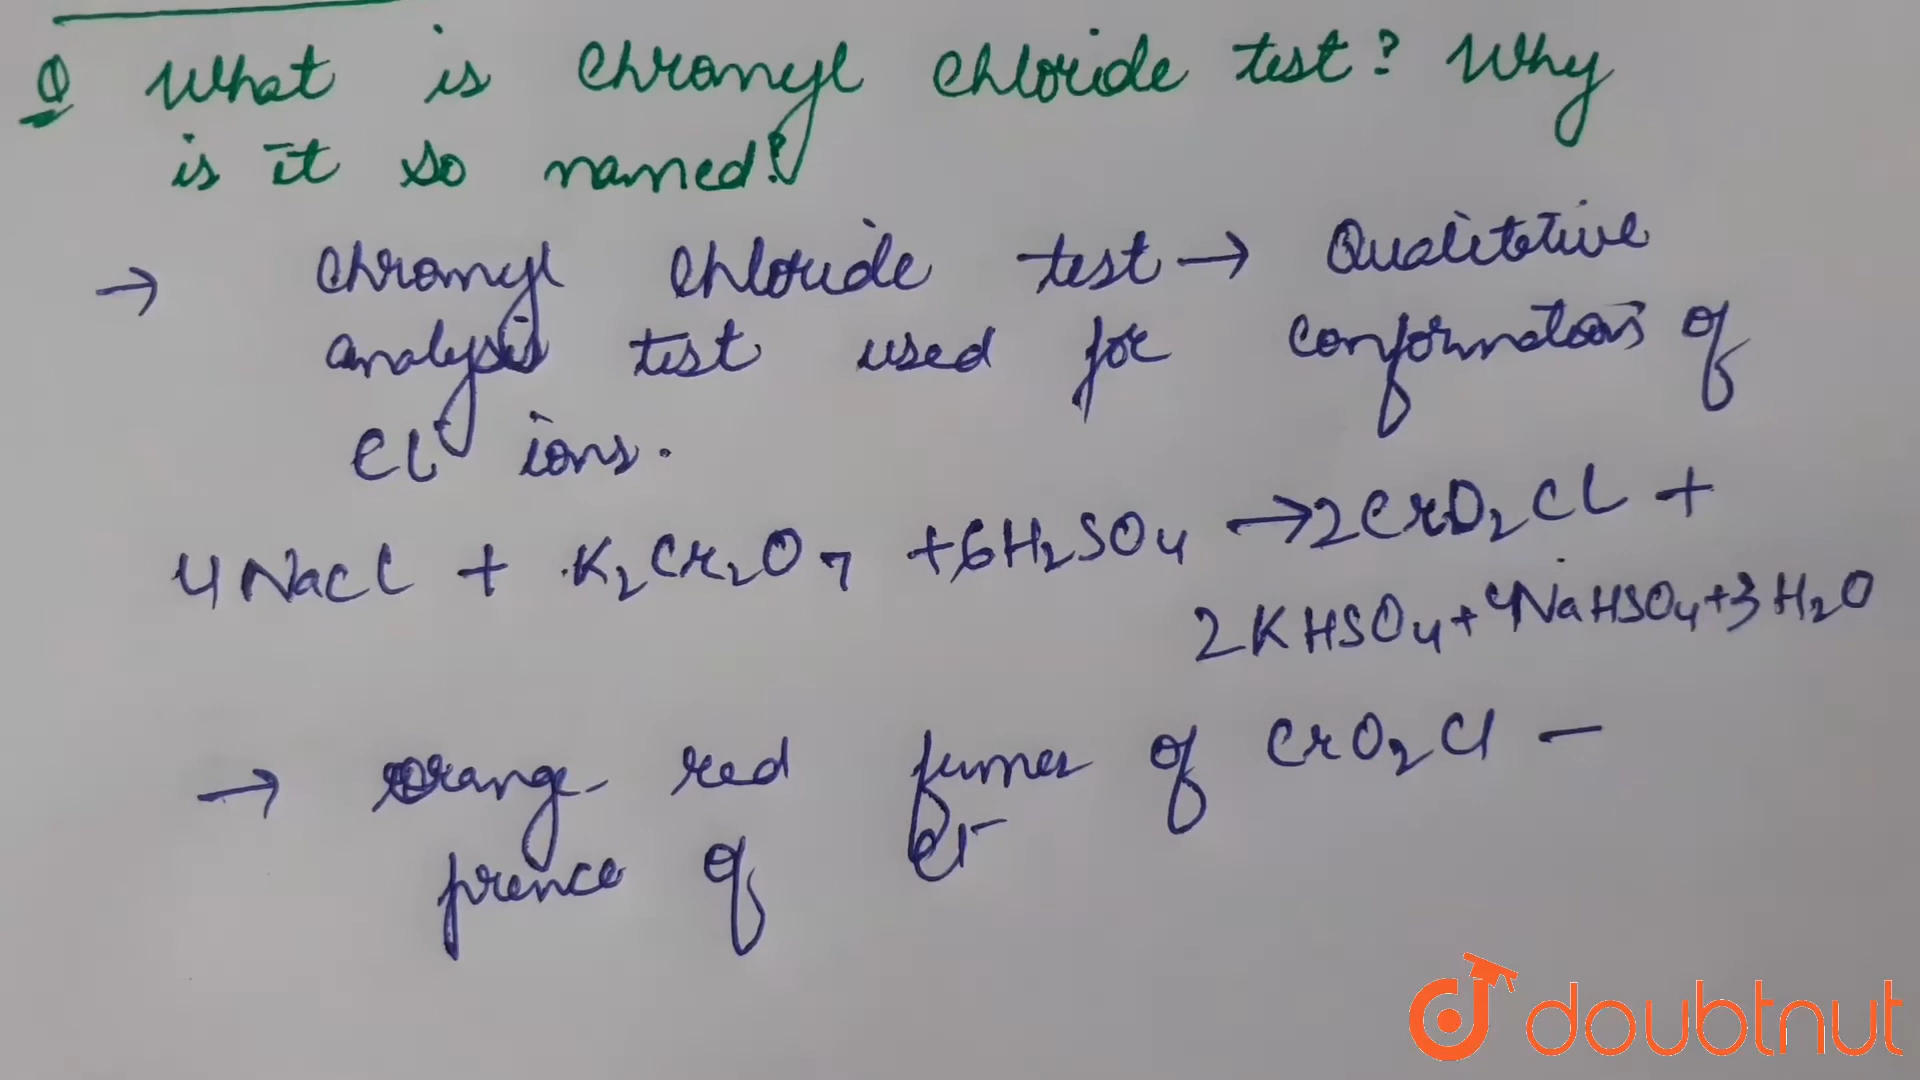 Q What is Chromyl Chloride test? Why
is it so named?
→ Chromyl Chloride test → Qualitative
analysis test used for conformations of
Cl⁻ ions.
4NaCl + K₂Cr₂O₇ + 6H₂SO₄ → 2CrO₂Cl +
2KHSO₄ + 4NaHSO₄ + 3H₂O
→ orange-red fumes of CrO₂Cl –
prence of Cl⁻
doubtnut